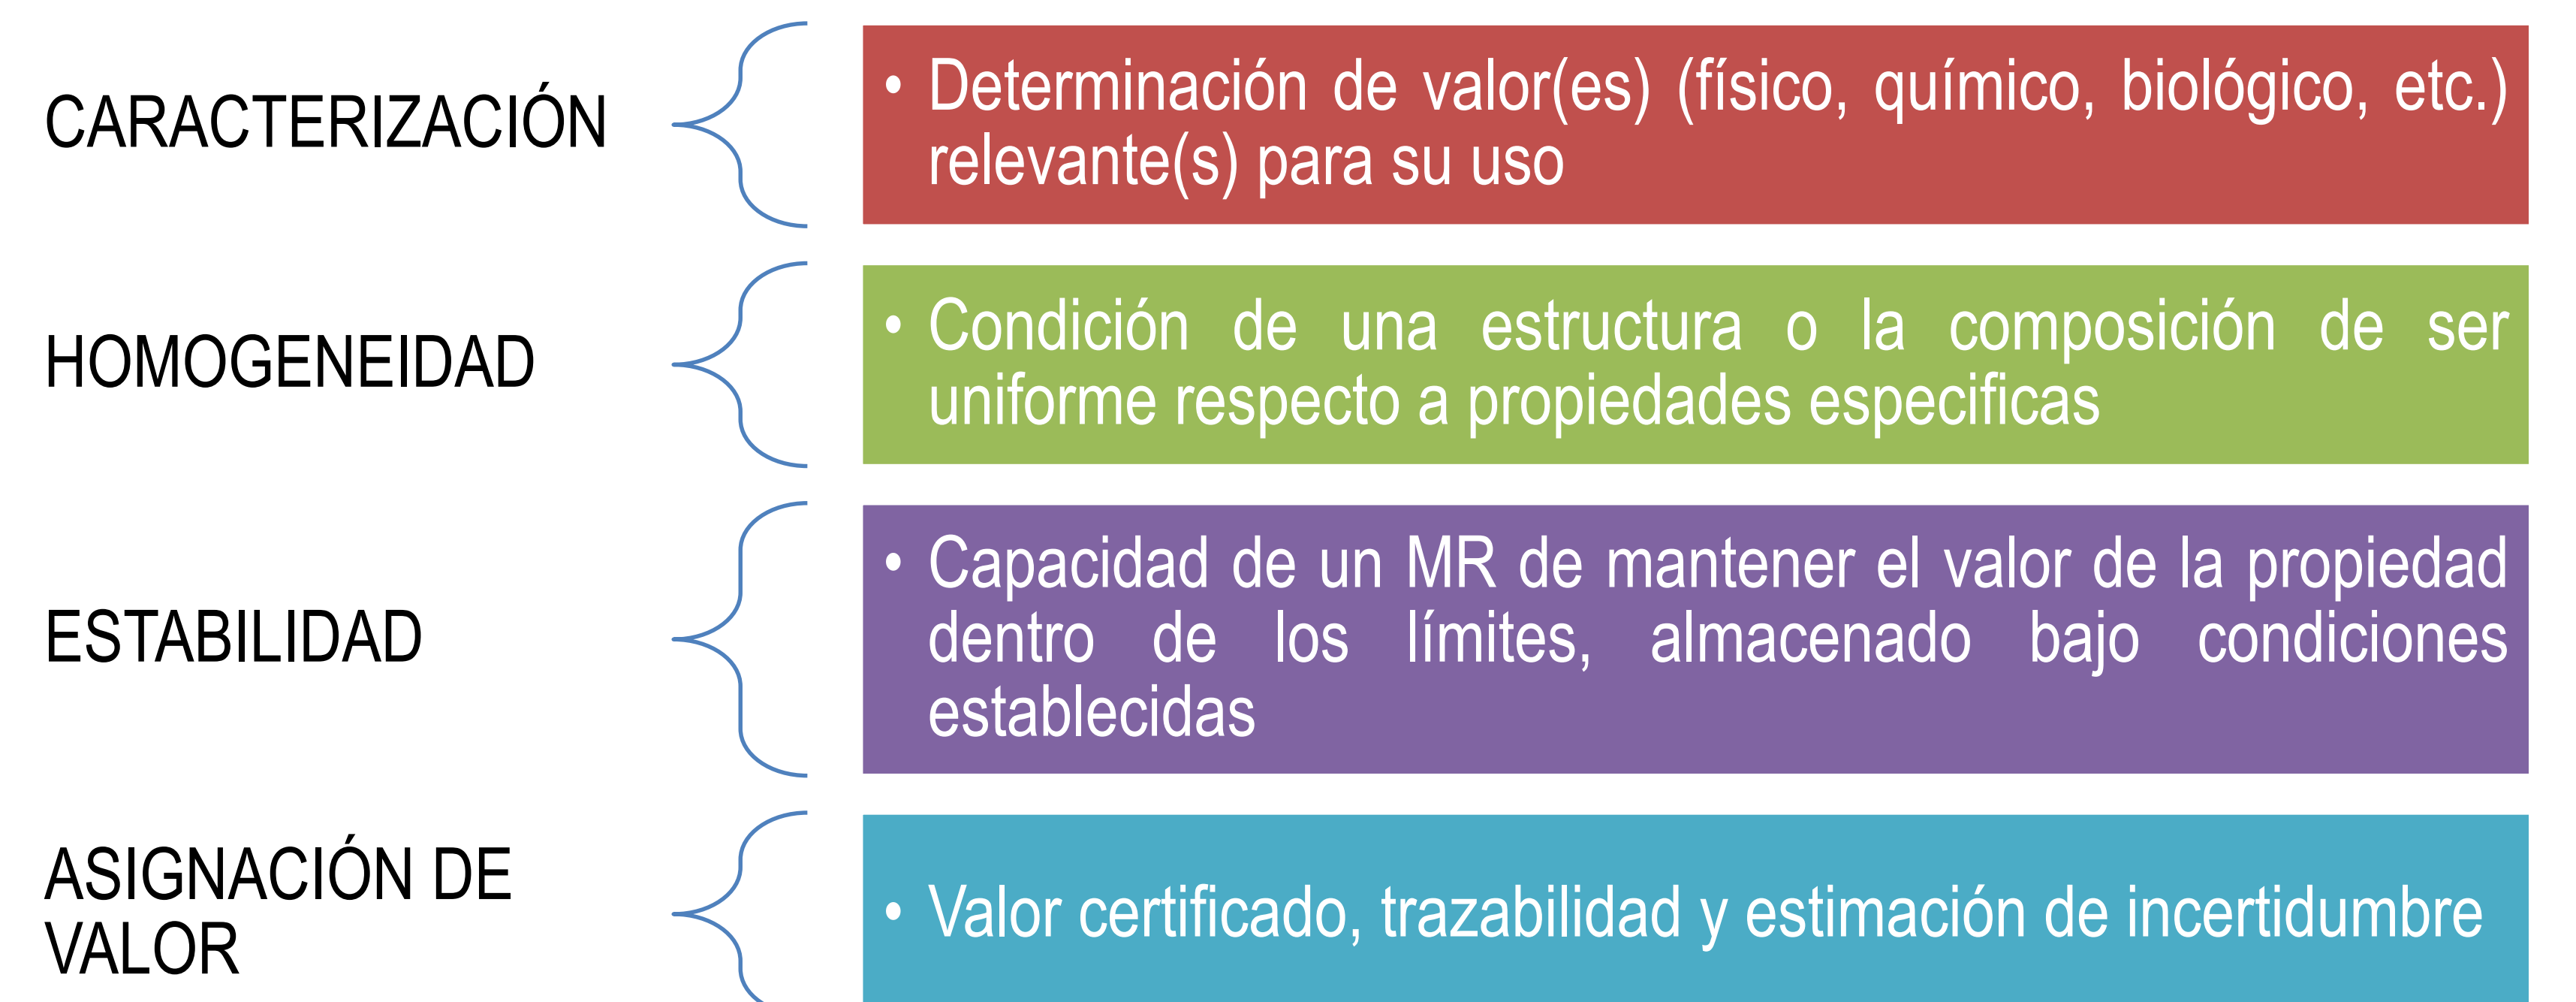 CARACTERIZACIÓN
• Determinación de valor(es) (físico, químico, biológico, etc.)
relevante(s) para su uso
HOMOGENEIDAD
• Condición de una estructura o la composición de ser
uniforme respecto a propiedades especificas
ESTABILIDAD
• Capacidad de un MR de mantener el valor de la propiedad
dentro de los límites, almacenado bajo condiciones
establecidas
ASIGNACIÓN DE
VALOR
• Valor certificado, trazabilidad y estimación de incertidumbre